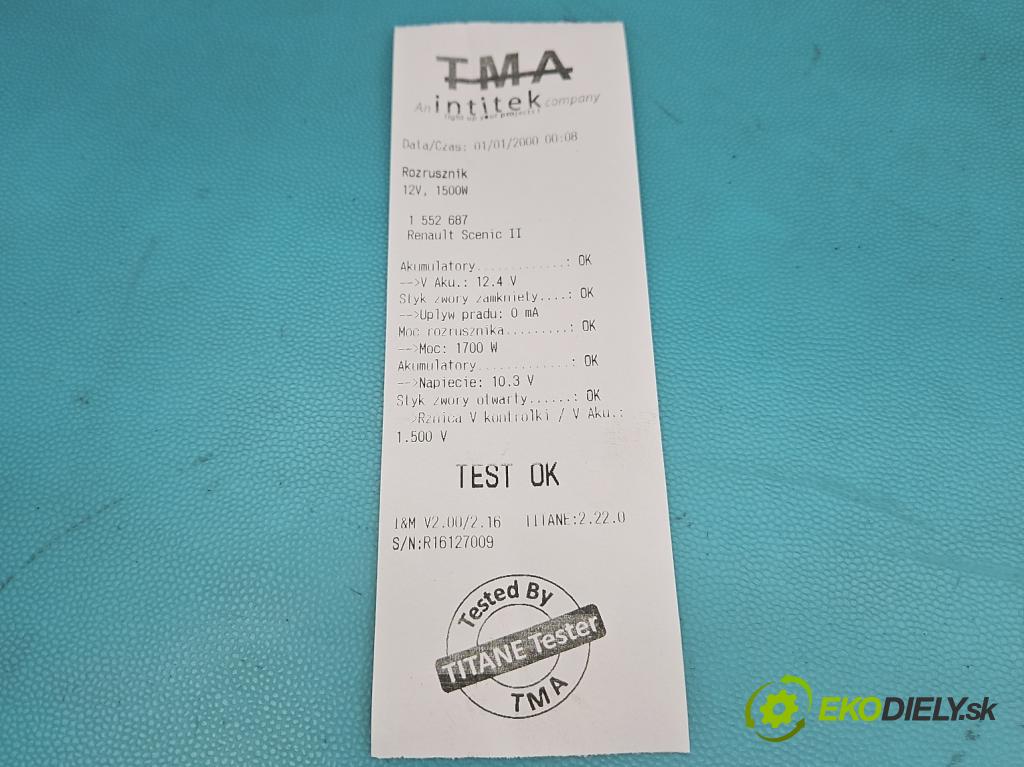 TMA
An intitek company
light up your projects !
Data/Czas: 01/01/2000 00:08
Rozrusznik
12V, 1500W
1 552 687
Renault Scenic II
Akumulatory.............: OK
-->V Aku.: 12.4 V
Styk zwory zamkniety....: OK
-->Uplyw pradu: 0 mA
Moc rozrusznika.........: OK
-->Moc: 1700 W
Akumulatory.............: OK
-->Napiecie: 10.3 V
Styk zwory otwarty......: OK
-->Rznica V kontrolki / V Aku.:
1.500 V
TEST OK
I&M V2.00/2.16 TITANE:2.22.0
S/N:R16127009
Tested By
TITANE Tester
TMA
EKODIELY.sk